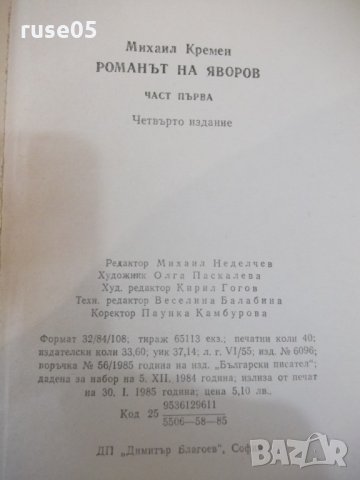 ruse05
Михаил Кремен
РОМАНЪТ НА ЯВОРОВ
ЧАСТ ПЪРВА
Четвърто издание
Редактор Михаил Неделчев
Художник Олга Паскалева
Худ. редактор Кирил Гогов
Техн. редактор Веселина Балабина
Коректор Паунка Камбурова
Формат 32/84/108; тираж 65113 екз.; печатни коли 40;
издателски коли 33,60; уик 37,14; л. г. VI/55; изд. № 6096;
воръчка № 56/1985 година на изд. „Български писател";
дадена за набор на 5. XII. 1984 година; излиза от печат
на 30. I. 1985 година; цена 5,10 лв.
Код 25 9536129611
5506—58—85
ДП „Димитър Благоев", Соф
BAZAR.BG